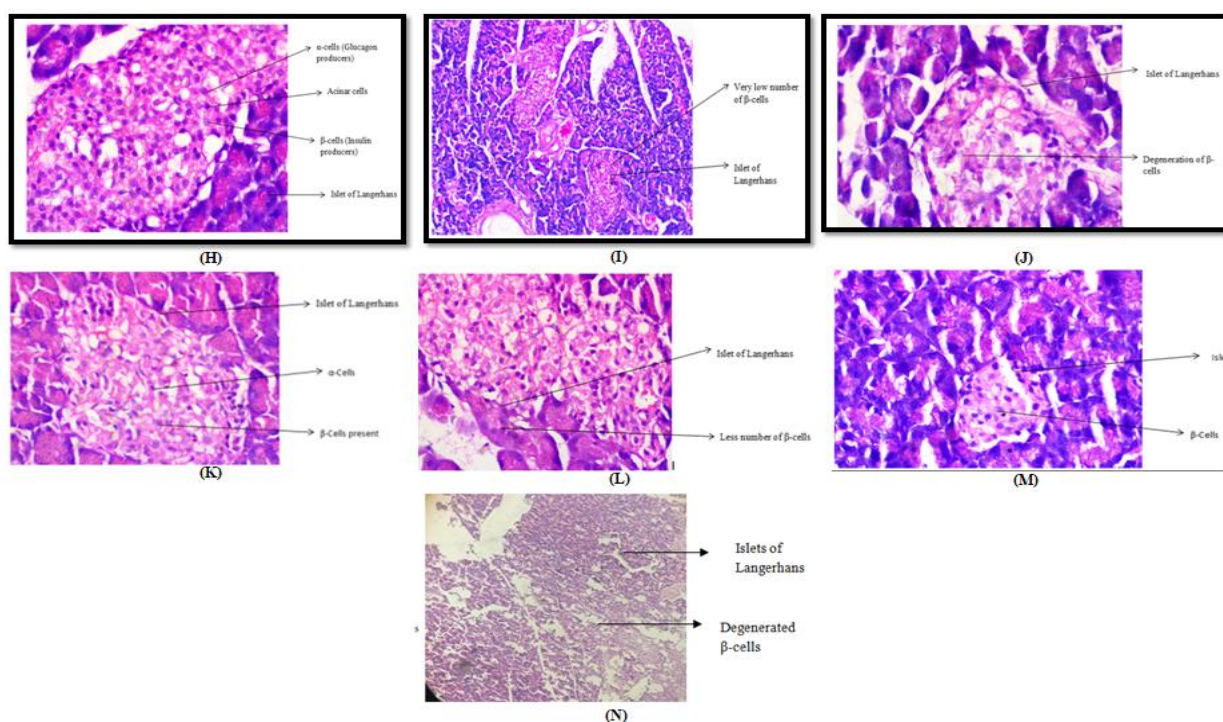 α-cells (Glucagon
producers)
Acinar cells
β-cells (Insulin
producers)
Islet of Langerhans
(H)
Very low number
of β-cells
Islet of
Langerhans
(I)
Islet of Langerhans
Degeneration of β-
cells
(J)
Islet of Langerhans
α-Cells
β-Cells present
(K)
Islet of Langerhans
Less number of β-cells
(L)
Isl
β-Cells
(M)
s
Islets of
Langerhans
Degenerated
β-cells
(N)